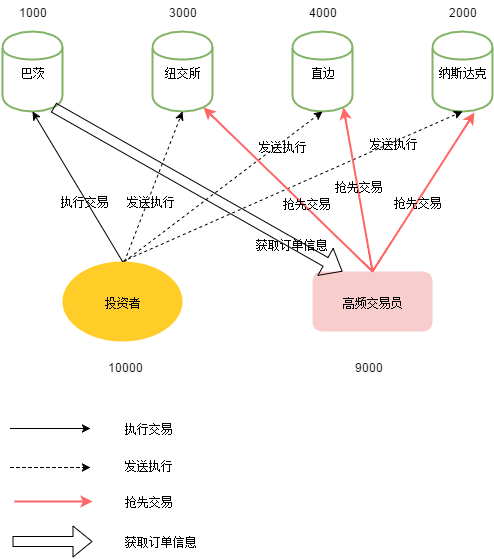 1000 3000 4000 2000
巴茨 纽交所 直边 纳斯达克
发送执行
发送执行
抢先交易
执行交易 发送执行 抢先交易 抢先交易
获取订单信息
投资者 高频交易员
10000 9000
执行交易
发送执行
抢先交易
获取订单信息